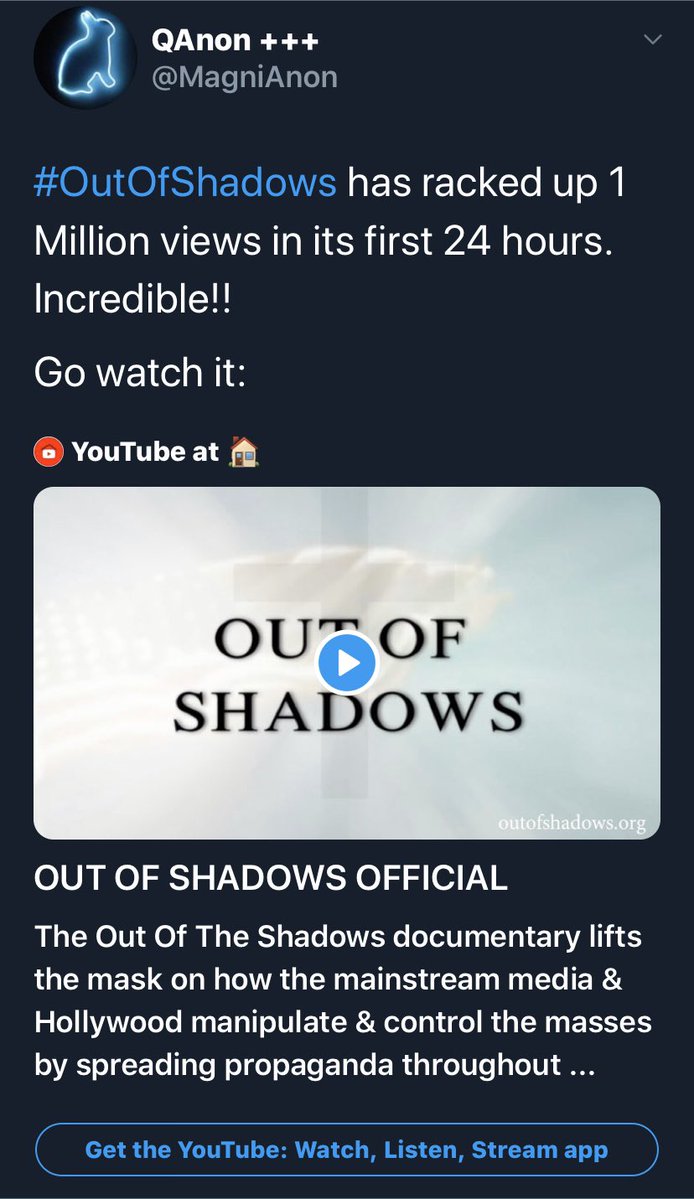 QAnon +++
@MagniAnon
#OutOfShadows has racked up 1
Million views in its first 24 hours.
Incredible!!
Go watch it:
YouTube at 🏠
OUT OF
SHADOWS
outofshadows.org
OUT OF SHADOWS OFFICIAL
The Out Of The Shadows documentary lifts
the mask on how the mainstream media &
Hollywood manipulate & control the masses
by spreading propaganda throughout ...
Get the YouTube: Watch, Listen, Stream app